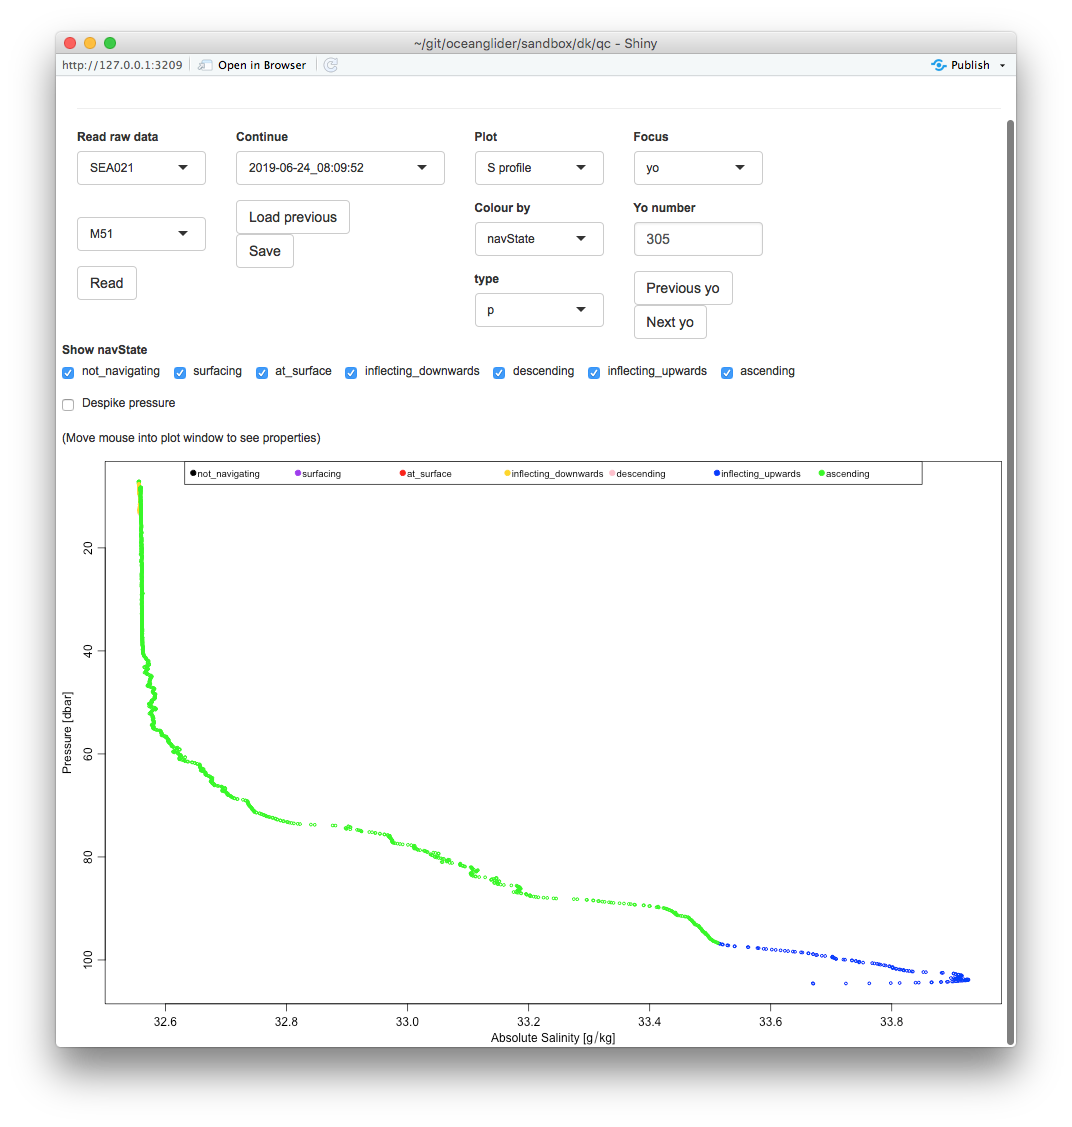 ~/git/oceanglider/sandbox/dk/qc - Shiny
http://127.0.0.1:3209 Open in Browser Publish
Read raw data Continue Plot Focus
SEA021 2019-06-24_08:09:52 S profile yo
Load previous Colour by Yo number
M51 Save navState 305
Read type Previous yo
p Next yo
Show navState
not_navigating surfacing at_surface inflecting_downwards descending inflecting_upwards ascending
Despike pressure
(Move mouse into plot window to see properties)
not_navigating surfacing at_surface inflecting_downwards descending inflecting_upwards ascending
20
40
60
80
100
Pressure [dbar]
32.6 32.8 33.0 33.2 33.4 33.6 33.8
Absolute Salinity [g/kg]